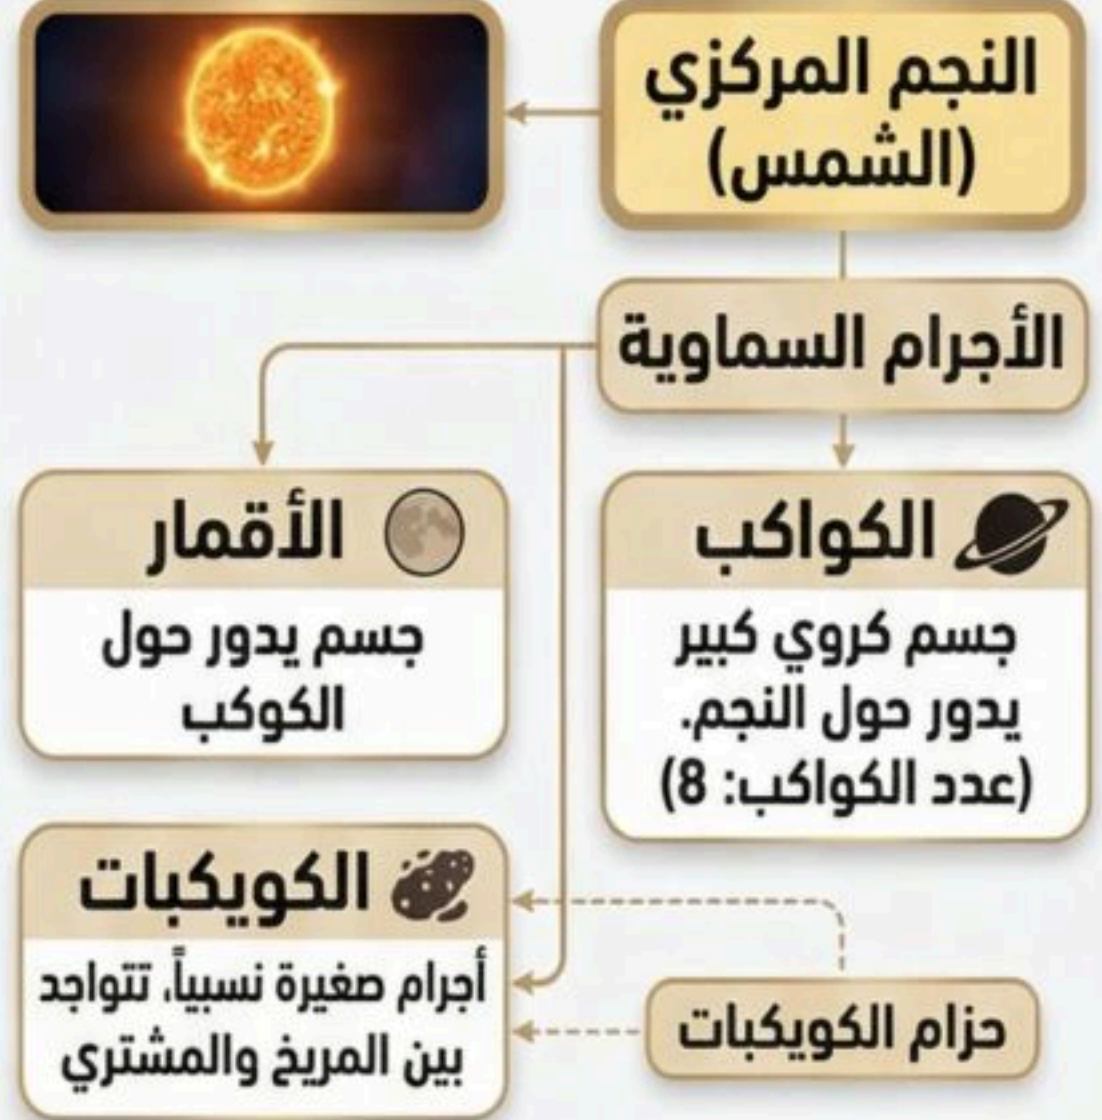 النجم المركزي
(الشمس)
الأجرام السماوية
الكواكب
جسم كروي كبير
يدور حول النجم.
(عدد الكواكب: 8)
الأقمار
جسم يدور حول
الكوكب
الكويكبات
أجرام صغيرة نسبياً، تتواجد
بين المريخ والمشتري
حزام الكويكبات